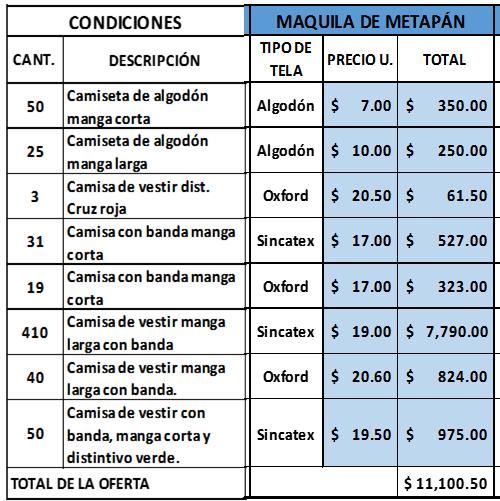 CONDICIONES MAQUILA DE METAPÁN
CANT. DESCRIPCIÓN TIPO DE TELA PRECIO U. TOTAL
50 Camiseta de algodón manga corta Algodón $ 7.00 $ 350.00
25 Camiseta de algodón manga larga Algodón $ 10.00 $ 250.00
3 Camisa de vestir dist. Cruz roja Oxford $ 20.50 $ 61.50
31 Camisa con banda manga corta Sincatex $ 17.00 $ 527.00
19 Camisa con banda manga corta Oxford $ 17.00 $ 323.00
410 Camisa de vestir manga larga con banda Sincatex $ 19.00 $ 7,790.00
40 Camisa de vestir manga larga con banda. Oxford $ 20.60 $ 824.00
50 Camisa de vestir con banda, manga corta y distintivo verde. Sincatex $ 19.50 $ 975.00
TOTAL DE LA OFERTA $ 11,100.50